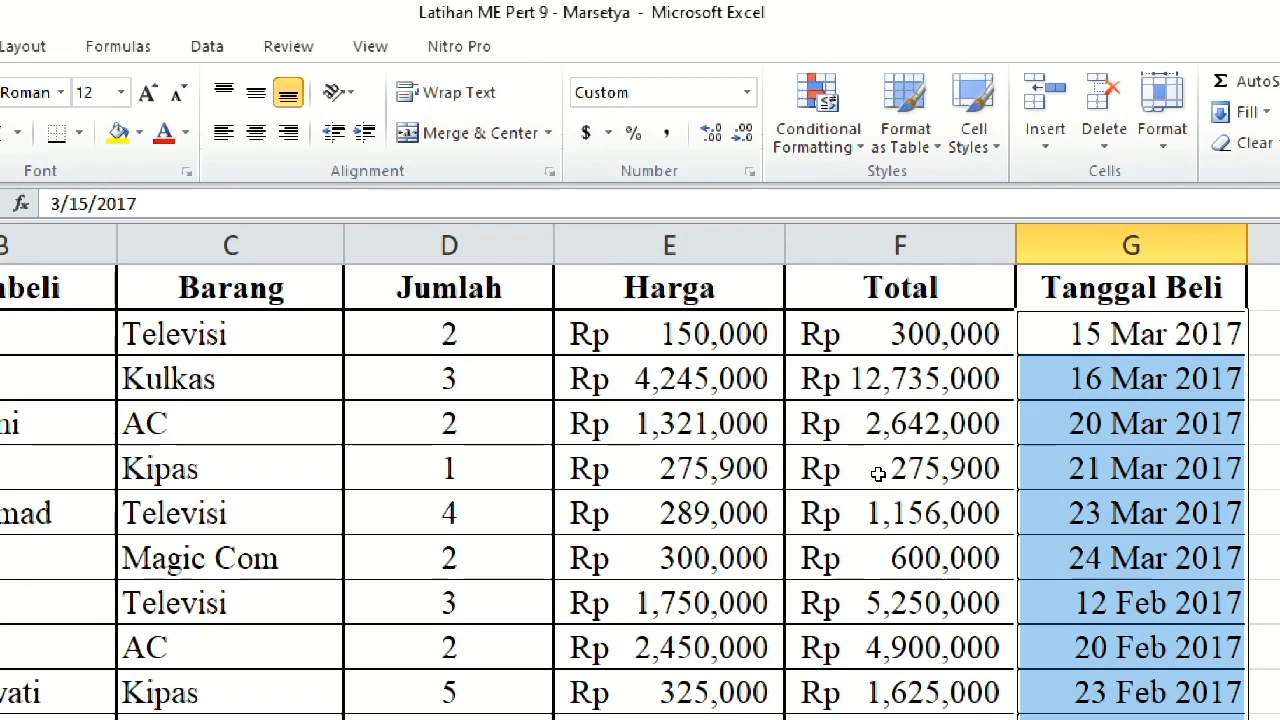 Latihan ME Pert 9 - Marsetya - Microsoft Excel
Layout Formulas Data Review View Nitro Pro
Roman 12 Wrap Text Custom AutoS
Merge & Center $ % , Conditional Formatting Format as Table Cell Styles Insert Delete Format Fill Clear
Font Alignment Number Styles Cells
fx 3/15/2017
B C D E F G
nbeli Barang Jumlah Harga Total Tanggal Beli
Televisi 2 Rp 150,000 Rp 300,000 15 Mar 2017
Kulkas 3 Rp 4,245,000 Rp 12,735,000 16 Mar 2017
ni AC 2 Rp 1,321,000 Rp 2,642,000 20 Mar 2017
Kipas 1 Rp 275,900 Rp 275,900 21 Mar 2017
mad Televisi 4 Rp 289,000 Rp 1,156,000 23 Mar 2017
Magic Com 2 Rp 300,000 Rp 600,000 24 Mar 2017
Televisi 3 Rp 1,750,000 Rp 5,250,000 12 Feb 2017
AC 2 Rp 2,450,000 Rp 4,900,000 20 Feb 2017
vati Kipas 5 Rp 325,000 Rp 1,625,000 23 Feb 2017